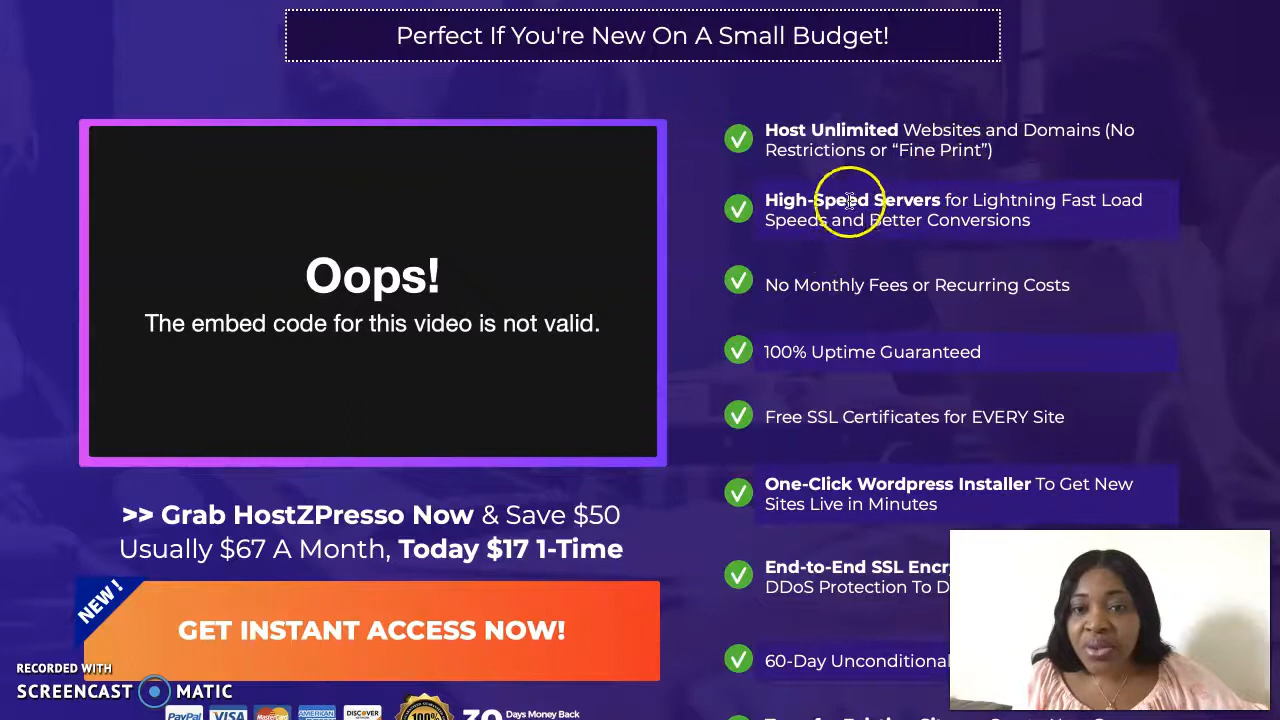 Perfect If You're New On A Small Budget!
Host Unlimited Websites and Domains (No
Restrictions or “Fine Print”)
High-Speed Servers for Lightning Fast Load
Speeds and Better Conversions
No Monthly Fees or Recurring Costs
100% Uptime Guaranteed
Free SSL Certificates for EVERY Site
One-Click Wordpress Installer To Get New
Sites Live in Minutes
End-to-End SSL
DDoS Protection To
60-Day Unconditional
Oops!
The embed code for this video is not valid.
>> Grab HostZPresso Now & Save $50
Usually $67 A Month, Today $17 1-Time
NEW!
GET INSTANT ACCESS NOW!
RECORDED WITH
SCREENCAST MATIC
PayPal VISA MasterCard AMERICAN DISCOVER
100%
30 Days Money Back